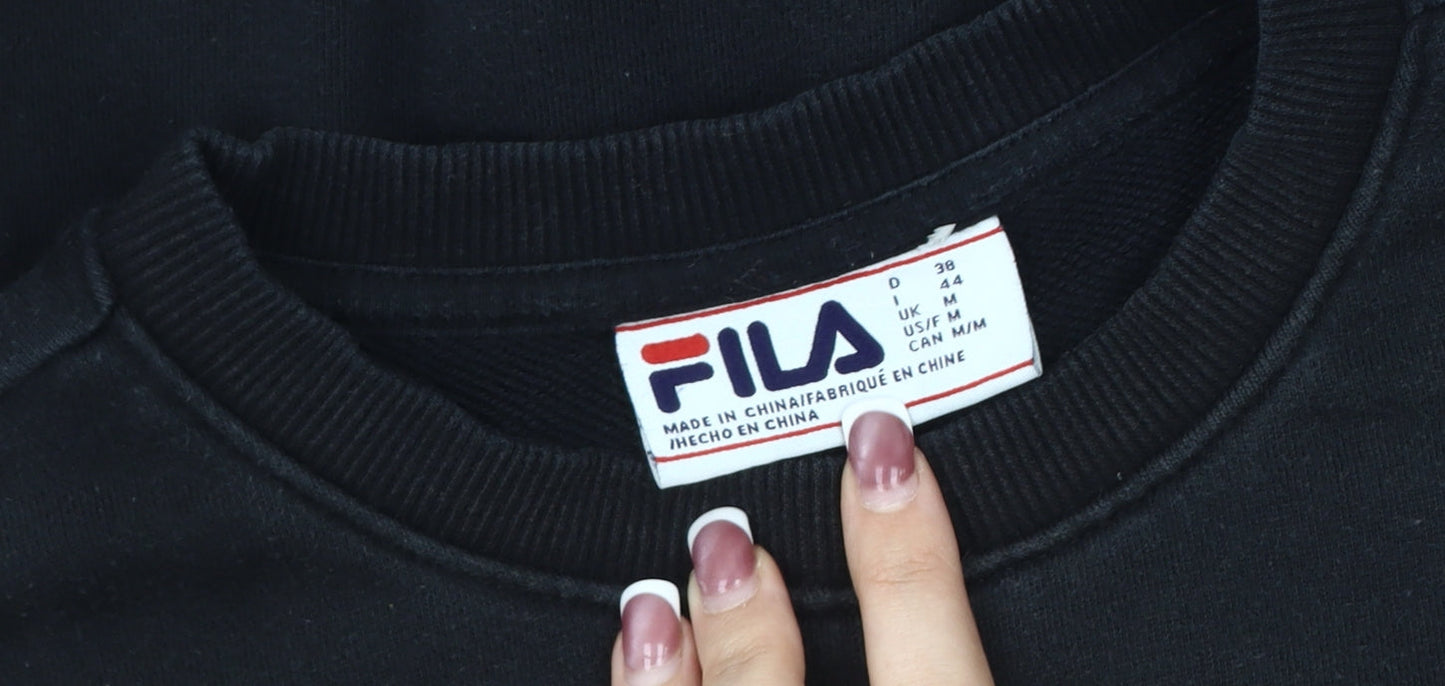 FILA
D 38
I 44
UK M
US/F M
CAN M/M
MADE IN CHINA/FABRIQUÉ EN CHINE
/HECHO EN CHINA